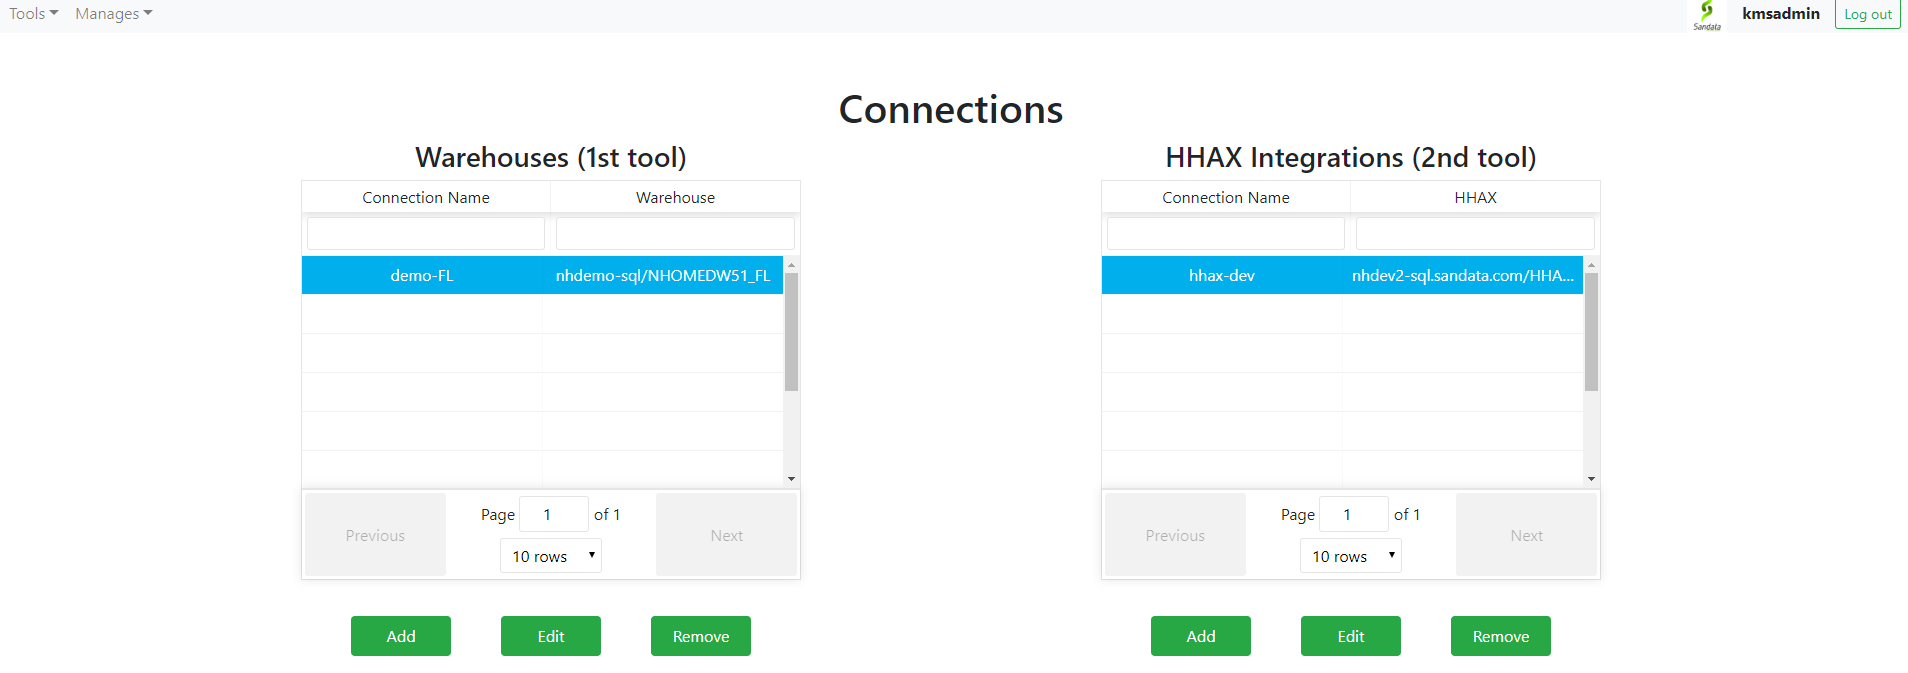 Tools Manages Sandata kmsadmin Log out
Connections
Warehouses (1st tool)
Connection Name Warehouse
demo-FL nhdemo-sql/NHOMEDW51_FL
Previous Page 1 of 1 Next
10 rows
Add Edit Remove
HHAX Integrations (2nd tool)
Connection Name HHAX
hhax-dev nhdev2-sql.sandata.com/HHA...
Previous Page 1 of 1 Next
10 rows
Add Edit Remove